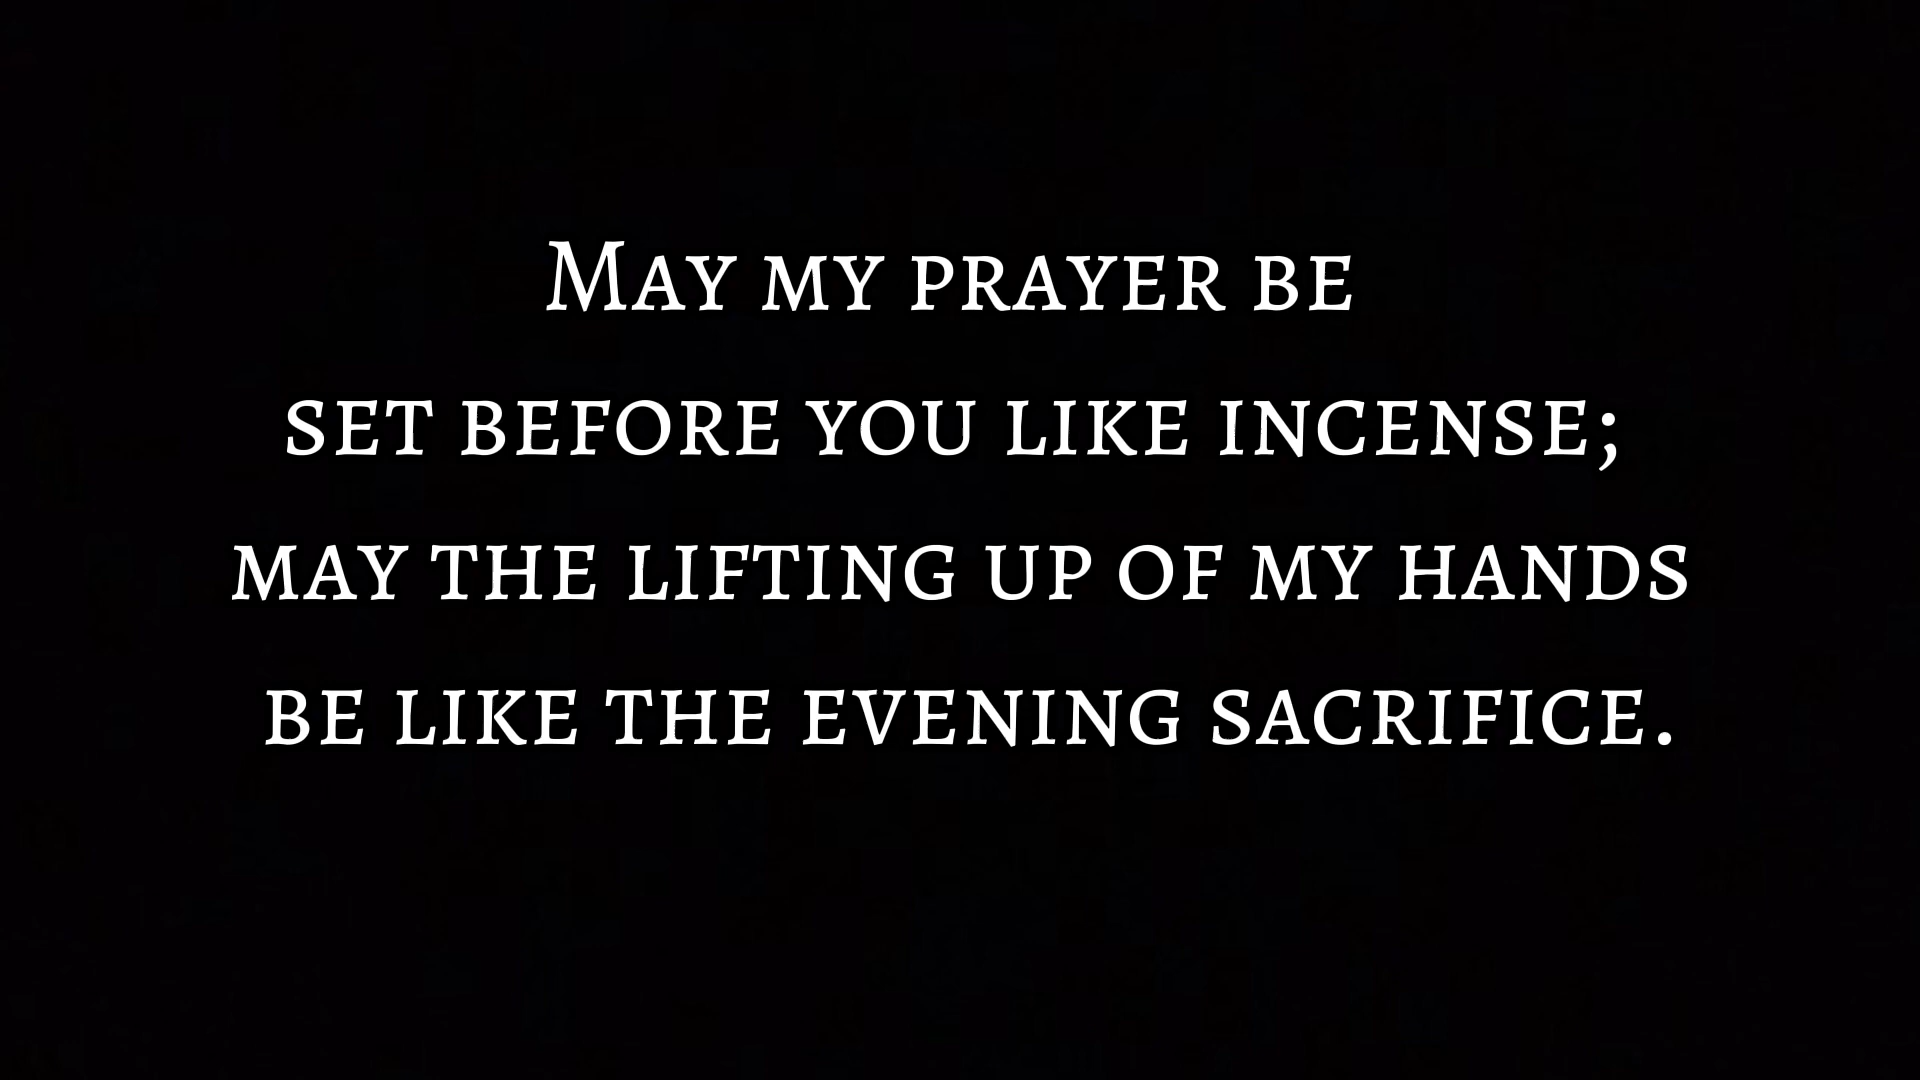 May my prayer be
set before you like incense;
may the lifting up of my hands
be like the evening sacrifice.